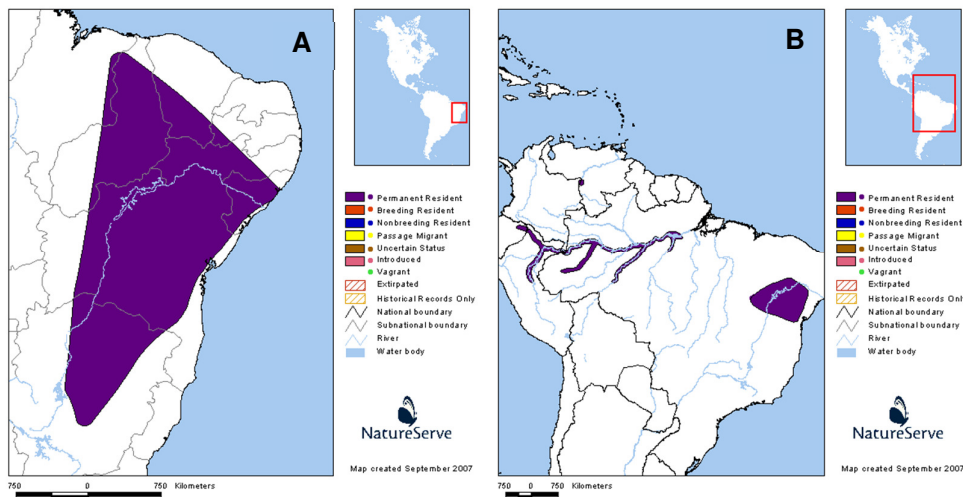 A
Permanent Resident
Breeding Resident
Nonbreeding Resident
Passage Migrant
Uncertain Status
Introduced
Vagrant
Extirpated
Historical Records Only
National boundary
Subnational boundary
River
Water body
NatureServe
Map created September 2007
750 0 750 Kilometers
B
Permanent Resident
Breeding Resident
Nonbreeding Resident
Passage Migrant
Uncertain Status
Introduced
Vagrant
Extirpated
Historical Records Only
National boundary
Subnational boundary
River
Water body
NatureServe
Map created September 2007
750 0 750 Kilometers